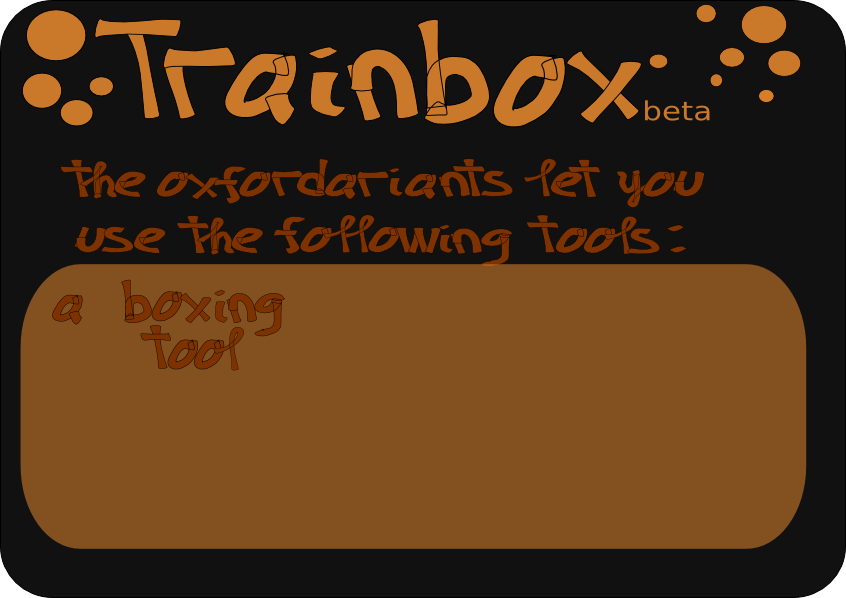 Trainbox beta
the oxfordariants let you
use the following tools:
a boxing
tool